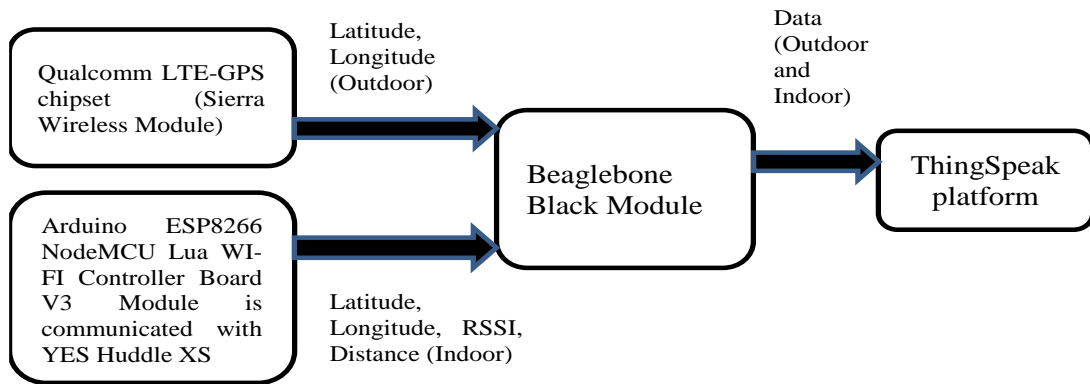 Qualcomm LTE-GPS
chipset (Sierra
Wireless Module)
Latitude,
Longitude
(Outdoor)
Arduino ESP8266
NodeMCU Lua WI-
FI Controller Board
V3 Module is
communicated with
YES Huddle XS
Latitude,
Longitude, RSSI,
Distance (Indoor)
Beaglebone
Black Module
Data
(Outdoor
and
Indoor)
ThingSpeak
platform